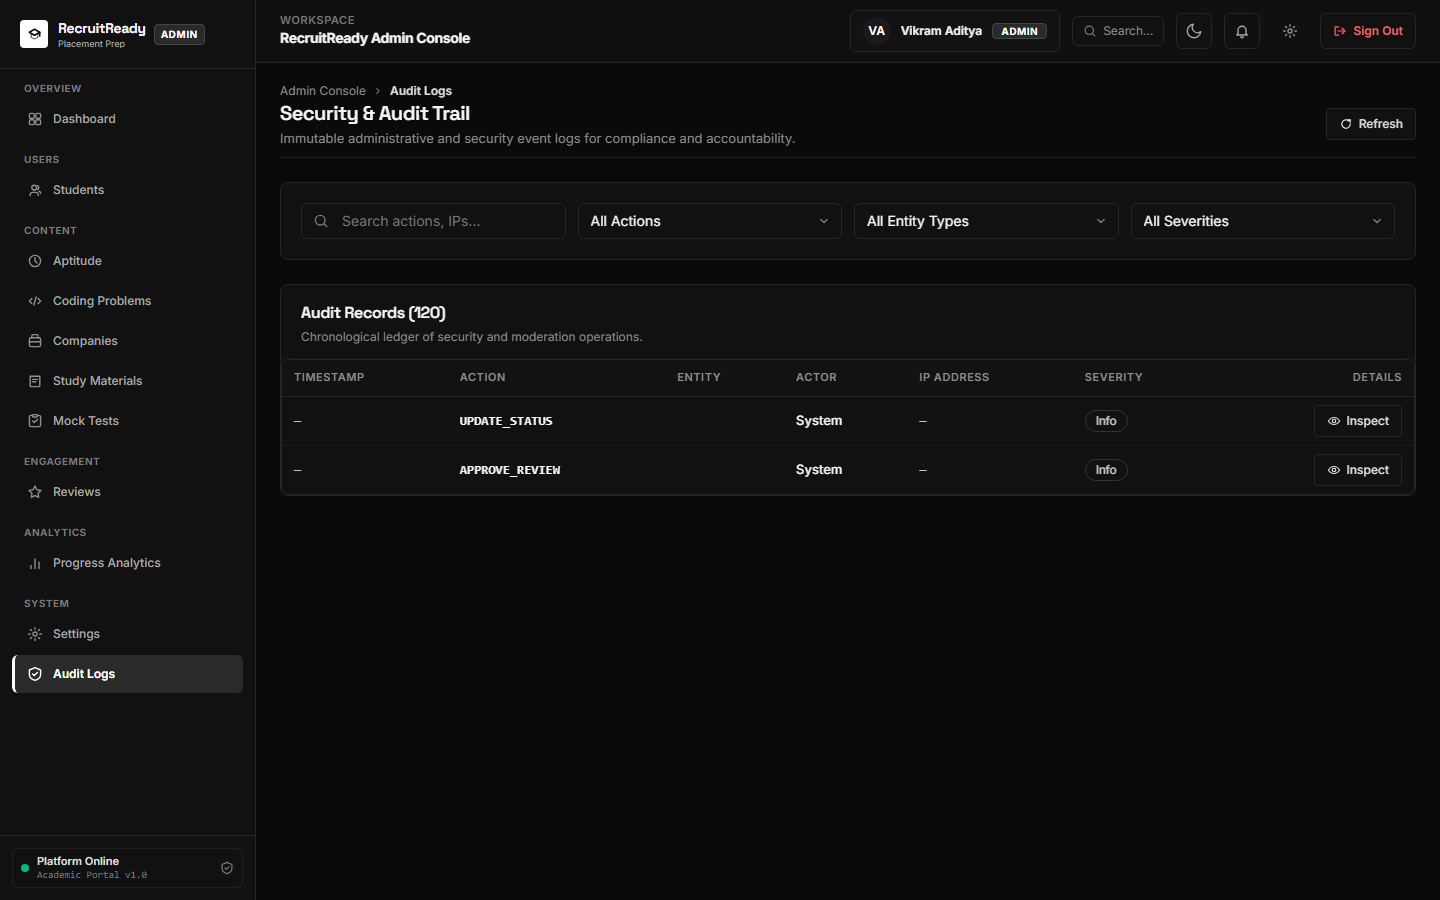 RecruitReady
Placement Prep
ADMIN
OVERVIEW
Dashboard
USERS
Students
CONTENT
Aptitude
Coding Problems
Companies
Study Materials
Mock Tests
ENGAGEMENT
Reviews
ANALYTICS
Progress Analytics
SYSTEM
Settings
Audit Logs
Platform Online
Academic Portal v1.0
WORKSPACE
RecruitReady Admin Console
VA Vikram Aditya ADMIN
Search...
Sign Out
Admin Console › Audit Logs
Security & Audit Trail
Immutable administrative and security event logs for compliance and accountability.
Refresh
Search actions, IPs...
All Actions
All Entity Types
All Severities
Audit Records (120)
Chronological ledger of security and moderation operations.
TIMESTAMP ACTION ENTITY ACTOR IP ADDRESS SEVERITY DETAILS
— UPDATE_STATUS System — Info Inspect
— APPROVE_REVIEW System — Info Inspect